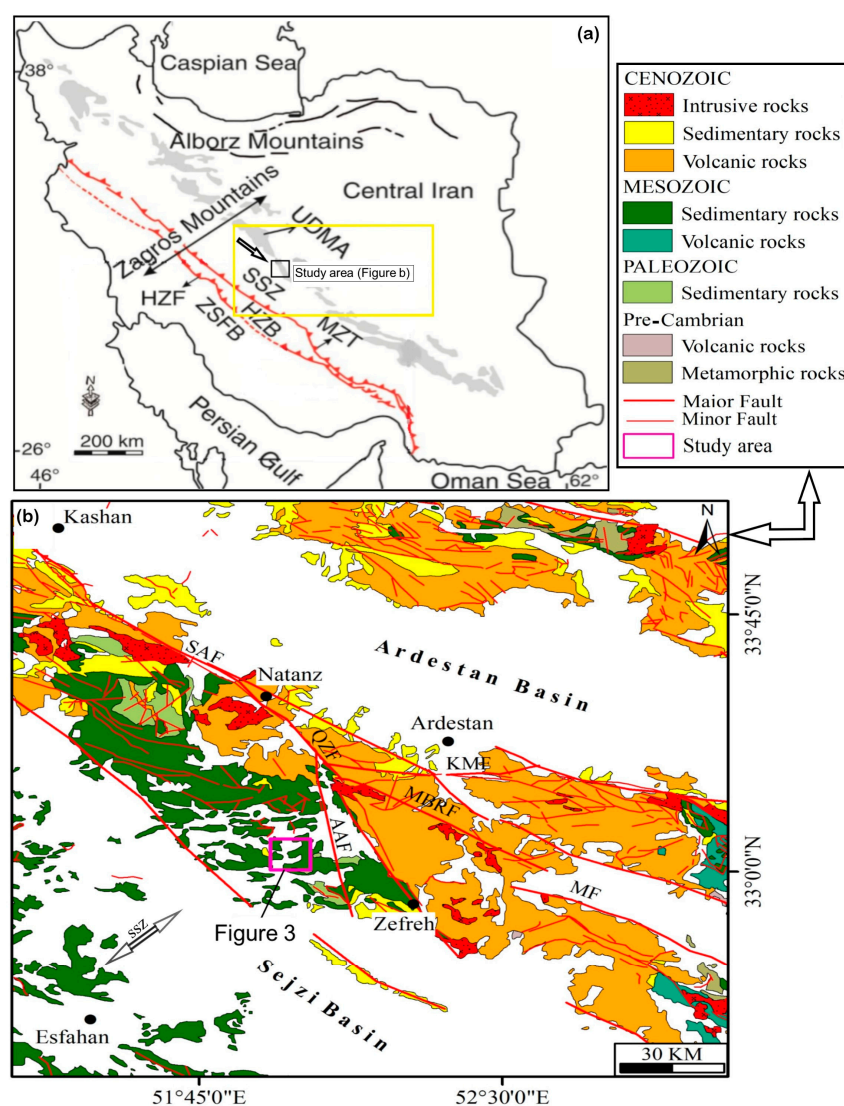 (a)
Caspian Sea
38°
Alborz Mountains
Central Iran
Zagros Mountains
UDMA
Study area (Figure b)
SSZ
HZF
ZSFB
HZB
MZT
N
200 km
Persian Gulf
26°
46°
Oman Sea
62°
CENOZOIC
Intrusive rocks
Sedimentary rocks
Volcanic rocks
MESOZOIC
Sedimentary rocks
Volcanic rocks
PALEOZOIC
Sedimentary rocks
Pre-Cambrian
Volcanic rocks
Metamorphic rocks
Maior Fault
Minor Fault
Study area
(b)
Kashan
N
33°45'0"N
SAF
Ardestan Basin
Natanz
Ardestan
QZF
KMF
MBRF
AAF
33°0'0"N
MF
Zefreh
Figure 3
SSZ
Sejzi Basin
Esfahan
30 KM
51°45'0"E
52°30'0"E